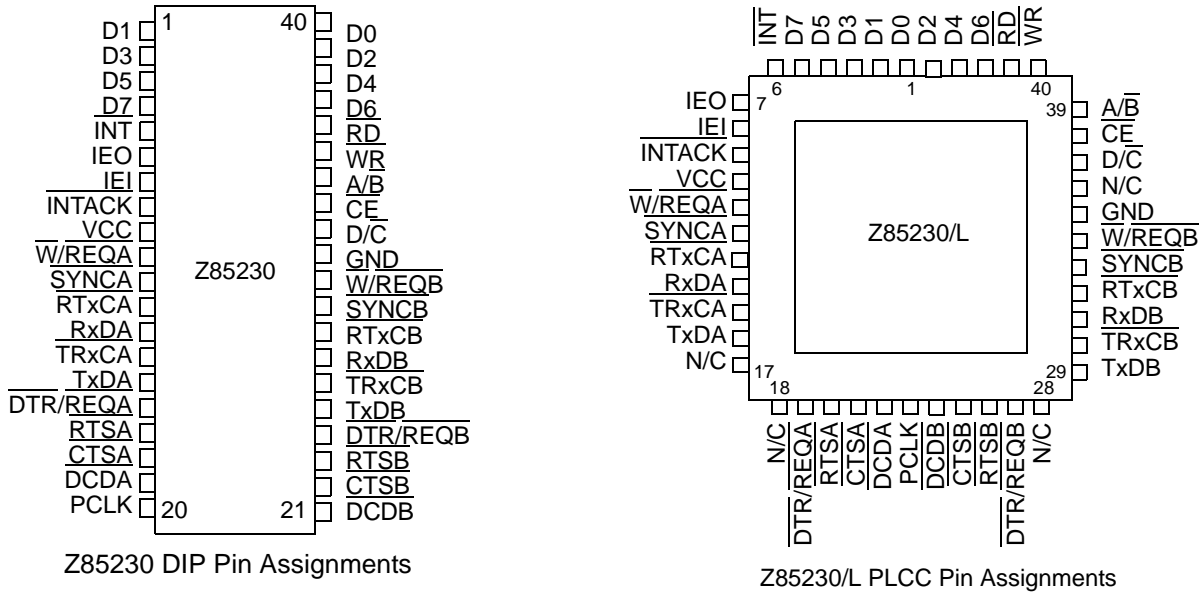 1
40
D1
D3
D5
D7
INT
IEO
IEI
INTACK
VCC
W/REQA
SYNCA
RTxCA
RxDA
TRxCA
TxDA
DTR/REQA
RTSA
CTSA
DCDA
PCLK
Z85230
D0
D2
D4
D6
RD
WR
A/B
CE
D/C
GND
W/REQB
SYNCB
RTxCB
RxDB
TRxCB
TxDB
DTR/REQB
RTSB
CTSB
DCDB
20
21
Z85230 DIP Pin Assignments
INT
D7
D5
D3
D1
D0
D2
D4
D6
RD
WR
6
1
40
7
39
IEO
IEI
INTACK
VCC
W/REQA
SYNCA
RTxCA
RxDA
TRxCA
TxDA
N/C
Z85230/L
A/B
CE
D/C
N/C
GND
W/REQB
SYNCB
RTxCB
RxDB
TRxCB
TxDB
17
29
18
28
N/C
DTR/REQA
RTSA
CTSA
DCDA
PCLK
DCDB
CTSB
RTSB
DTR/REQB
N/C
Z85230/L PLCC Pin Assignments